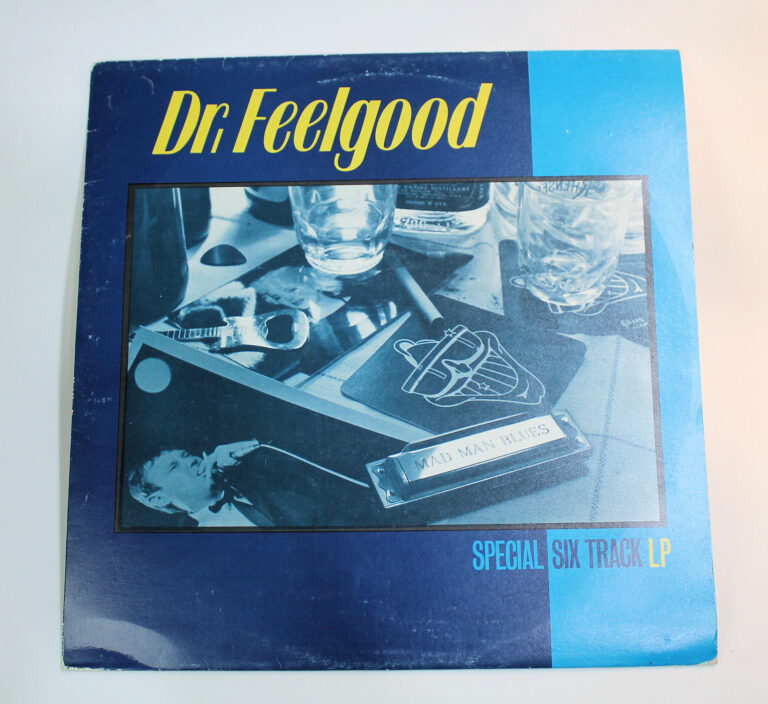 Dr. Feelgood
MAD MAN BLUES
SPECIAL SIX TRACK LP